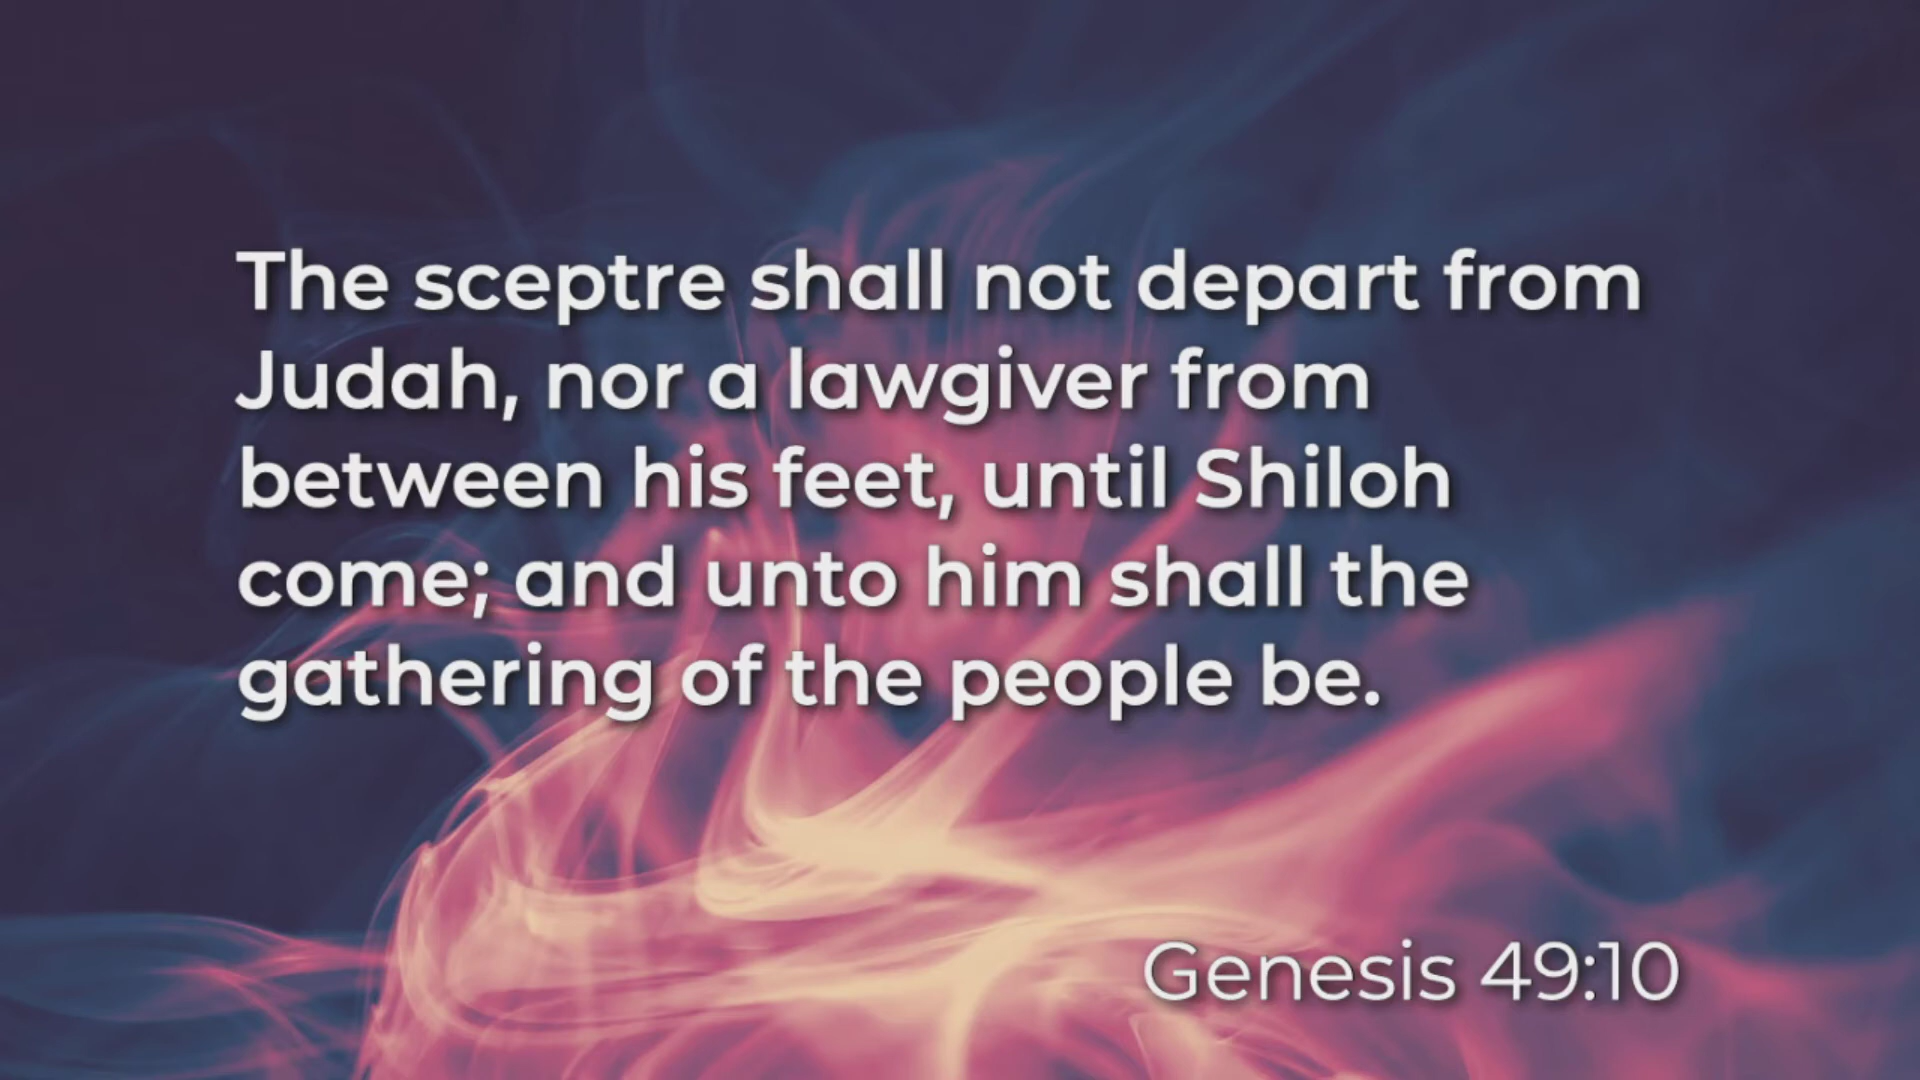 The sceptre shall not depart from
Judah, nor a lawgiver from
between his feet, until Shiloh
come; and unto him shall the
gathering of the people be.
Genesis 49:10